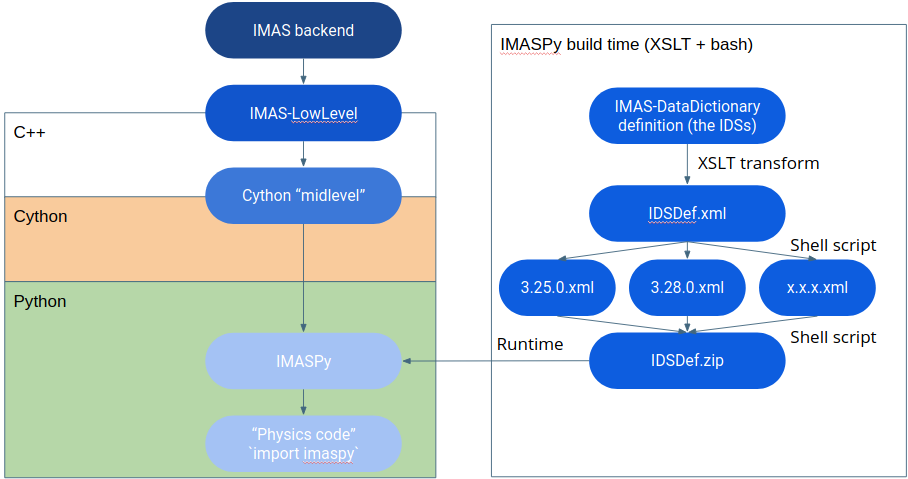 IMAS backend
IMAS-LowLevel
C++
Cython “midlevel”
Cython
Python
IMASPy
“Physics code”
`import imaspy`
IMASPy build time (XSLT + bash)
IMAS-DataDictionary
definition (the IDSs)
XSLT transform
IDSDef.xml
Shell script
3.25.0.xml
3.28.0.xml
x.x.x.xml
Shell script
Runtime
IDSDef.zip